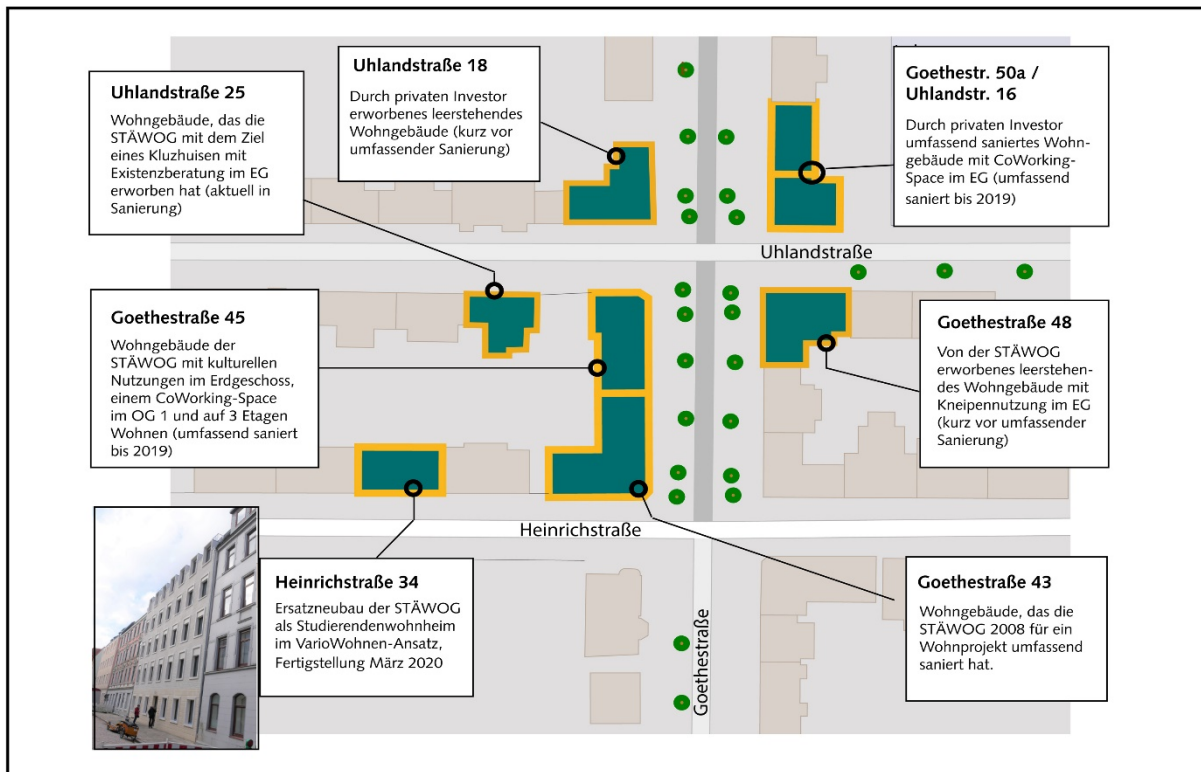 Uhlandstraße 25
Wohngebäude, das die
STÄWOG mit dem Ziel
eines Kluzhuisen mit
Existenzberatung im EG
erworben hat (aktuell in
Sanierung)
Uhlandstraße 18
Durch privaten Investor
erworbenes leerstehendes
Wohngebäude (kurz vor
umfassender Sanierung)
Goethestr. 50a /
Uhlandstr. 16
Durch privaten Investor
umfassend saniertes Wohn-
gebäude mit CoWorking-
Space im EG (umfassend
saniert bis 2019)
Uhlandstraße
Goethestraße 45
Wohngebäude der
STÄWOG mit kulturellen
Nutzungen im Erdgeschoss,
einem CoWorking-Space
im OG 1 und auf 3 Etagen
Wohnen (umfassend saniert
bis 2019)
Goethestraße 48
Von der STÄWOG
erworbenes leerstehen-
des Wohngebäude mit
Kneipennutzung im EG
(kurz vor umfassender
Sanierung)
Heinrichstraße
Heinrichstraße 34
Ersatzneubau der STÄWOG
als Studierendenwohnheim
im VarioWohnen-Ansatz,
Fertigstellung März 2020
Goethestraße
Goethestraße 43
Wohngebäude, das die
STÄWOG 2008 für ein
Wohnprojekt umfassend
saniert hat.